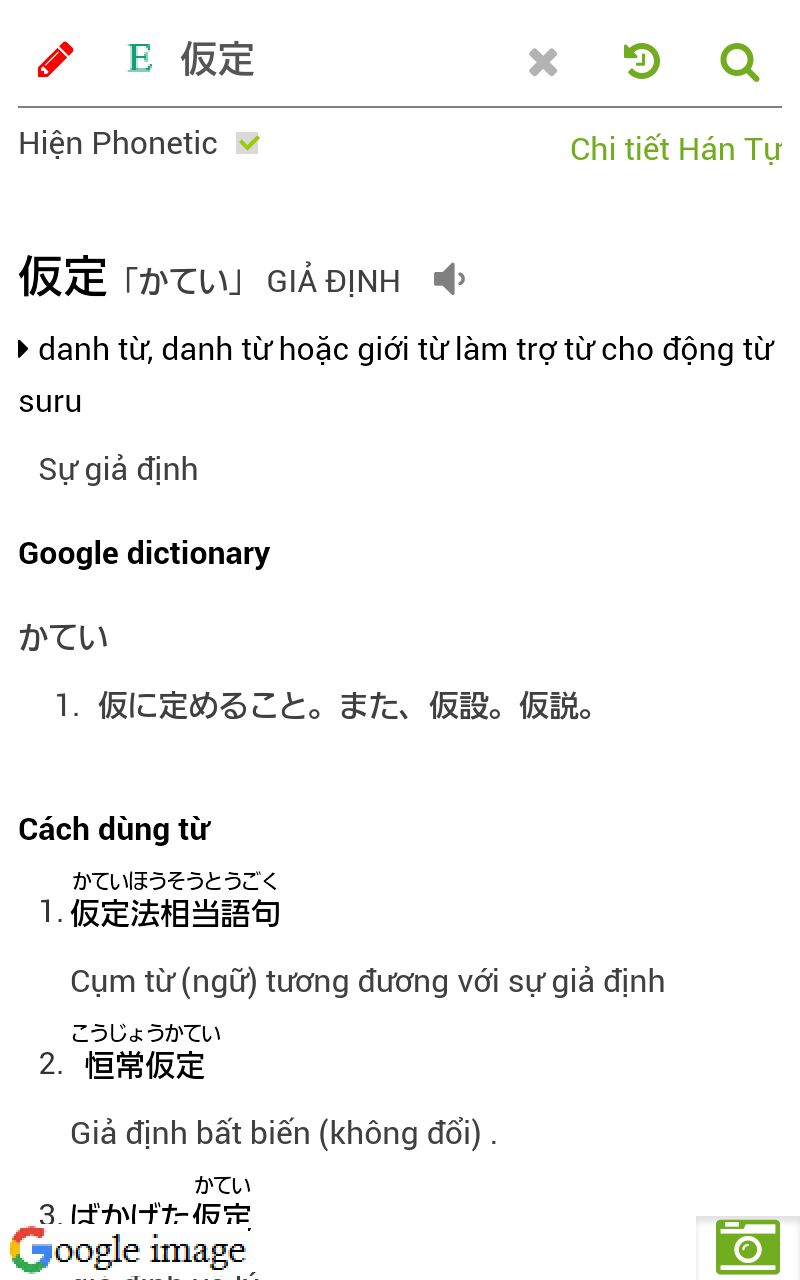 E 仮定
Hiện Phonetic
Chi tiết Hán Tự
仮定「かてい」 GIẢ ĐỊNH
danh từ, danh từ hoặc giới từ làm trợ từ cho động từ
suru
Sự giả định
Google dictionary
かてい
1. 仮に定めること。また、仮設。仮説。
Cách dùng từ
かていほうそうとうごく
1. 仮定法相当語句
Cụm từ (ngữ) tương đương với sự giả định
こうじょうかてい
2. 恒常仮定
Giả định bất biến (không đổi) .
かてい
3. ばかげた仮定
Google image